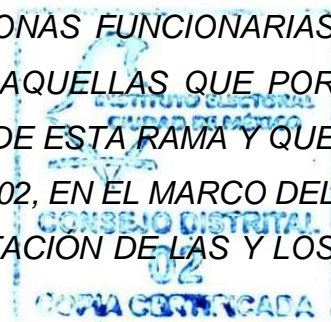 ONAS FUNCIONARIAS
AQUELLAS QUE POR
INSTITUTO ELECTORAL
CIUDAD DE MÉXICO
DE ESTA RAMA Y QUE
02, EN EL MARCO DEL
CONSEJO DISTRITAL
TACIÓN DE LAS Y LOS
02
COPIA CERTIFICADA